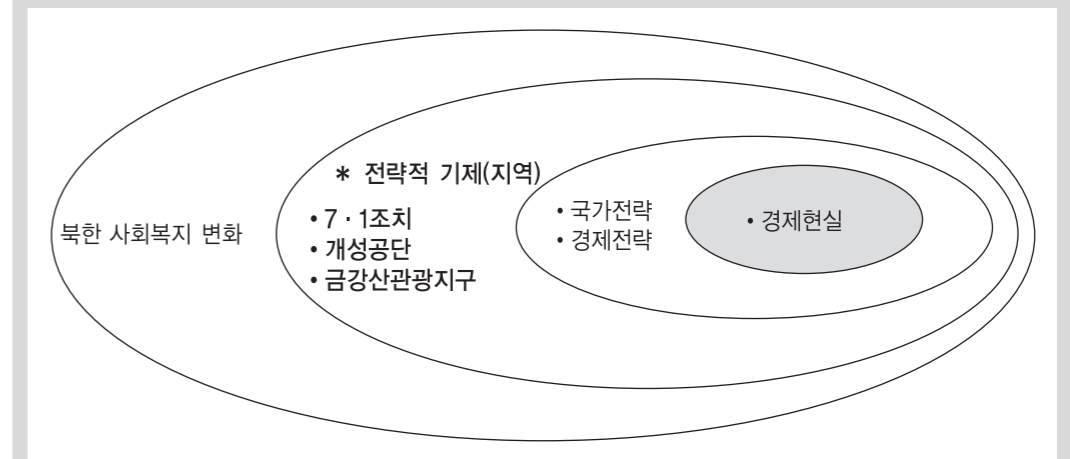 * 전략적 기제(지역)
북한 사회복지 변화
• 7 · 1조치
• 개성공단
• 금강산관광지구
• 국가전략
• 경제전략
• 경제현실